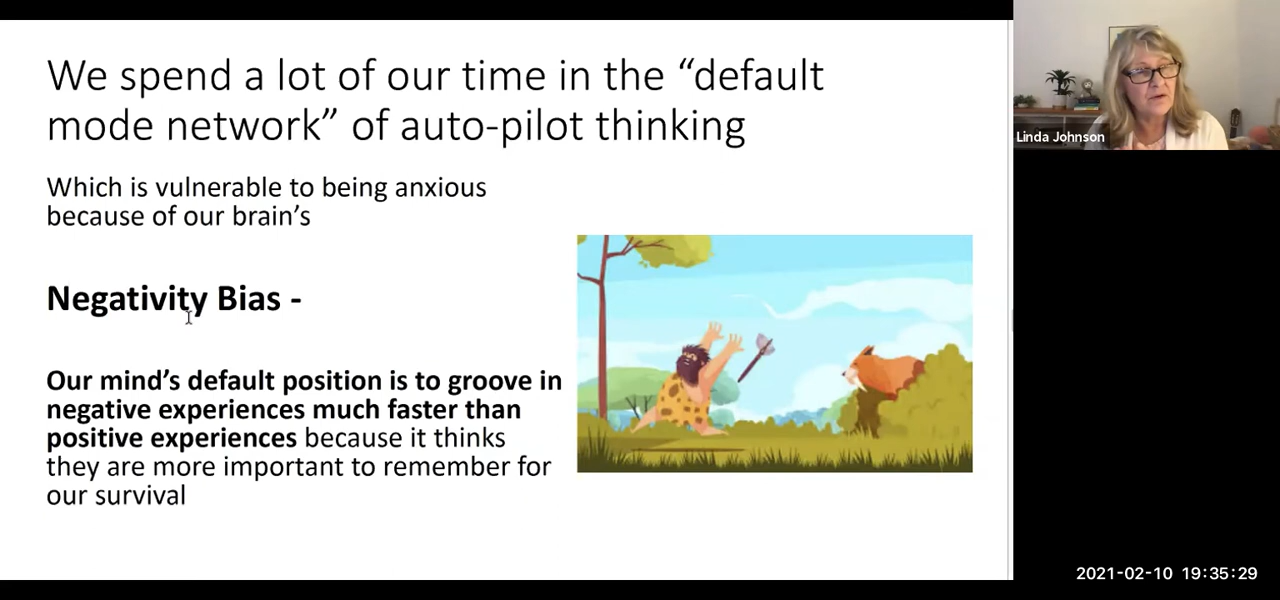 We spend a lot of our time in the “default
mode network” of auto-pilot thinking
Which is vulnerable to being anxious
because of our brain’s
Negativity Bias -
Our mind’s default position is to groove in
negative experiences much faster than
positive experiences because it thinks
they are more important to remember for
our survival
Linda Johnson
2021-02-10 19:35:29